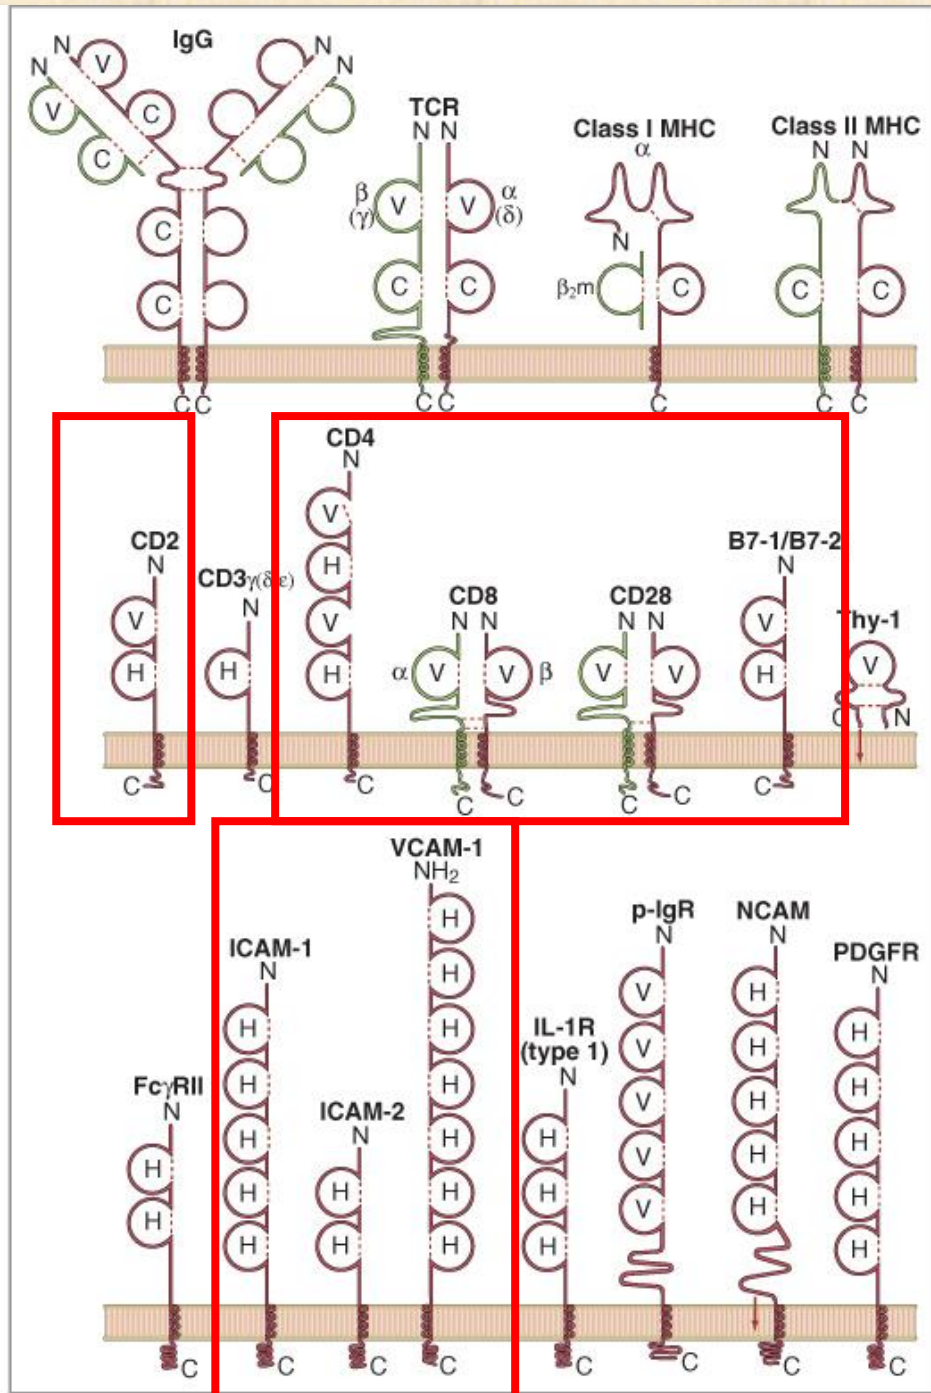 IgG
N
N
N
N
V
V
C
C
C
C
C C
TCR
N N
β
(γ)
V
V
α
(δ)
C
C
C C
Class I MHC
α
N
β₂m
C
C
Class II MHC
N N
C
C
C C
CD2
N
V
H
C
CD3γ(δ ε)
N
H
C
CD4
N
V
H
V
H
C
CD8
N N
α
V
V
β
C
C
CD28
N N
V
V
C
C
B7-1/B7-2
N
V
H
C
Thy-1
V
C
N
FcγRII
N
H
H
C
ICAM-1
N
H
H
H
H
H
C
ICAM-2
N
H
H
C
VCAM-1
NH₂
H
H
H
H
H
H
H
C
IL-1R
(type 1)
N
H
H
H
C
p-IgR
N
V
V
V
V
V
C
NCAM
N
H
H
H
H
H
C
PDGFR
N
H
H
H
H
H
C